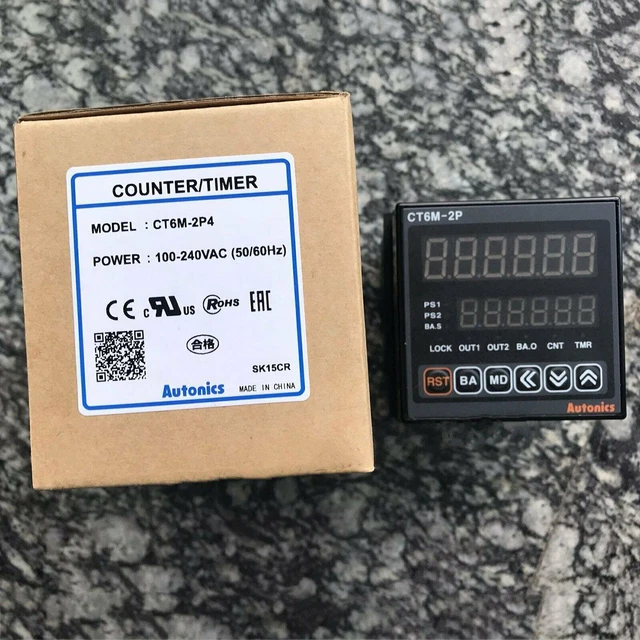 COUNTER/TIMER
MODEL : CT6M-2P4
POWER : 100-240VAC (50/60Hz)
CE c RU US RoHS EAC
合格
SK15CR
Autonics
MADE IN CHINA
CT6M-2P
PS1
PS2
BA.S
LOCK OUT1 OUT2 BA.O CNT TMR
RST BA MD
Autonics